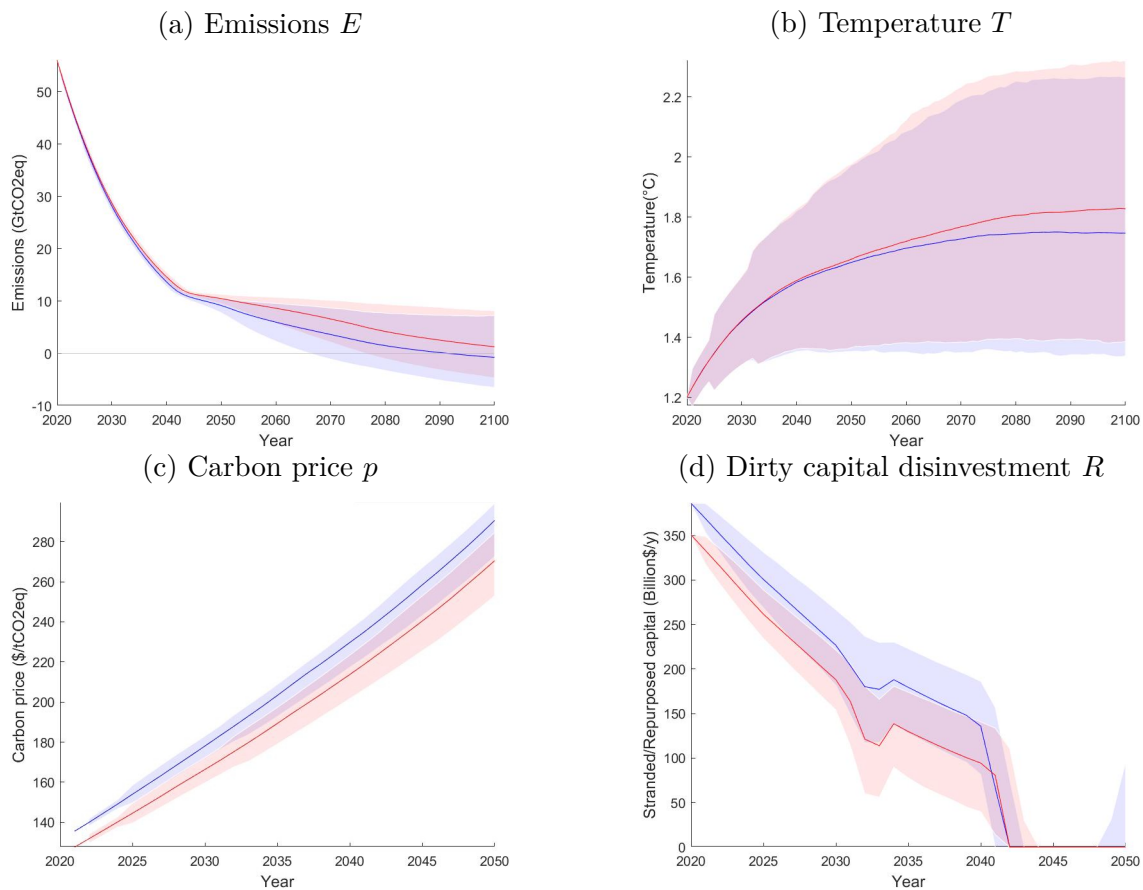 (a) Emissions E
Emissions (GtCO2eq)
50
40
30
20
10
0
-10
2020 2030 2040 2050 2060 2070 2080 2090 2100
Year
(b) Temperature T
Temperature(°C)
2.2
2
1.8
1.6
1.4
1.2
2020 2030 2040 2050 2060 2070 2080 2090 2100
Year
(c) Carbon price p
Carbon price ($/tCO2eq)
280
260
240
220
200
180
160
140
2020 2025 2030 2035 2040 2045 2050
Year
(d) Dirty capital disinvestment R
Stranded/Repurposed capital (Billion$/y)
350
300
250
200
150
100
50
0
2020 2025 2030 2035 2040 2045 2050
Year